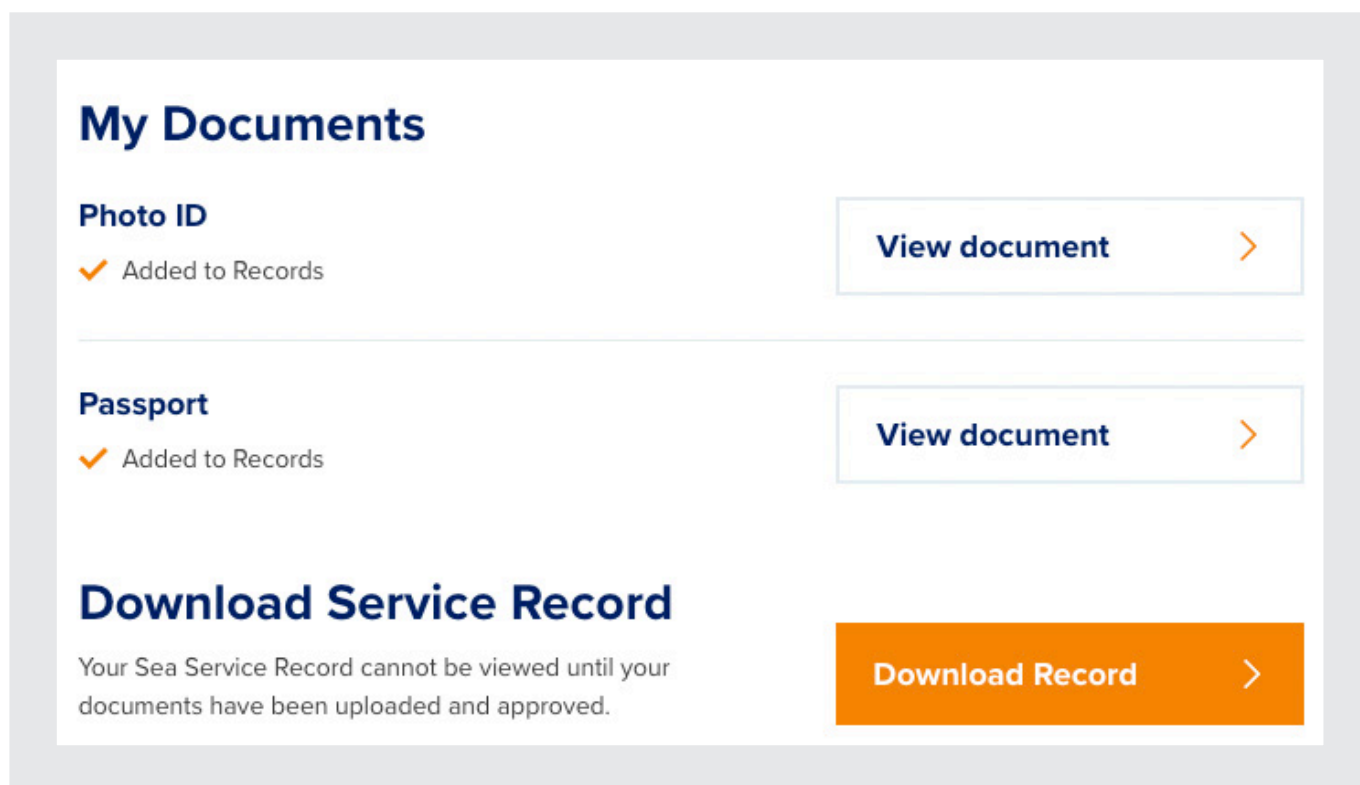 My Documents
Photo ID
Added to Records
View document
Passport
Added to Records
View document
Download Service Record
Your Sea Service Record cannot be viewed until your
documents have been uploaded and approved.
Download Record